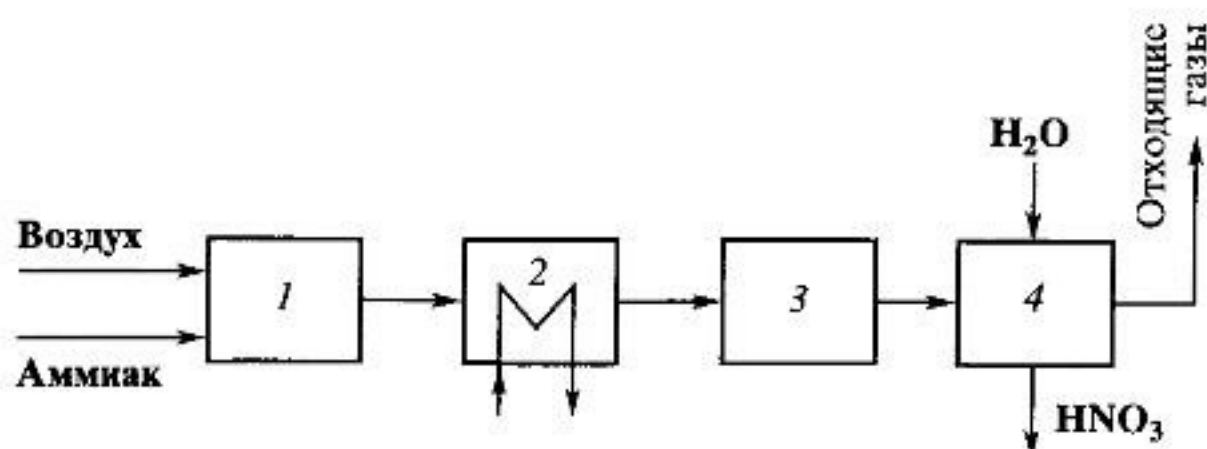 Отходящие
газы
H₂O
Воздух
1
2
3
4
Аммиак
HNO₃